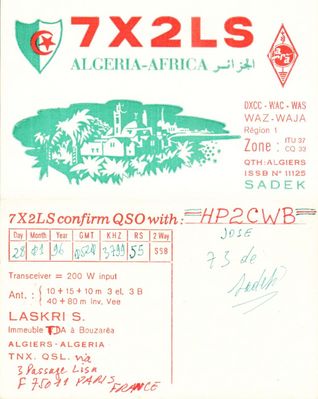 7X2LS
ALGERIA-AFRICA الجزائر
DXCC - WAC - WAS
WAZ - WAJA
Région 1
Zone : ITU 37
CQ 33
QTH: ALGIERS
ISSB N° 11125
SADEK
7X2LS confirm QSO with: HP2CWB
JOSE
73 de
Sadek
Day Month Year GMT KHZ RS 2 Way
28 01 96 0520 3799 55 SSB
Transceiver = 200 W input
Ant. : 10 + 15 + 10 m 3 el, 3 B
40 + 80 m Inv, Vee
LASKRI S.
Immeuble A à Bouzaréa
ALGIERS-ALGERIA
TNX. QSL. via
3 Passage Lisa
F 75011 PARIS
FRANCE